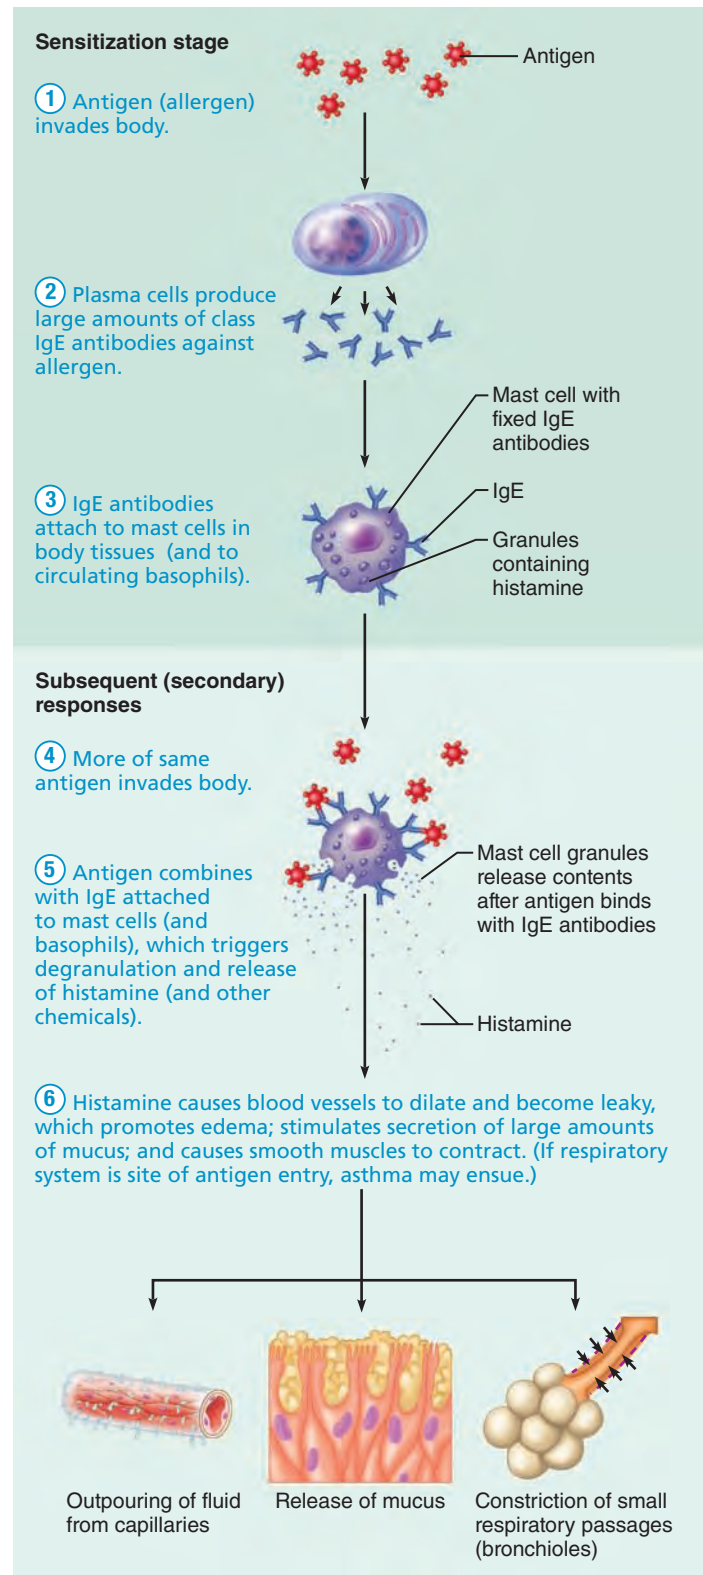 Sensitization stage
Antigen
1 Antigen (allergen)
invades body.
2 Plasma cells produce
large amounts of class
IgE antibodies against
allergen.
Mast cell with
fixed IgE
antibodies
3 IgE antibodies
attach to mast cells in
body tissues (and to
circulating basophils).
IgE
Granules
containing
histamine
Subsequent (secondary)
responses
4 More of same
antigen invades body.
5 Antigen combines
with IgE attached
to mast cells (and
basophils), which triggers
degranulation and release
of histamine (and other
chemicals).
Mast cell granules
release contents
after antigen binds
with IgE antibodies
Histamine
6 Histamine causes blood vessels to dilate and become leaky,
which promotes edema; stimulates secretion of large amounts
of mucus; and causes smooth muscles to contract. (If respiratory
system is site of antigen entry, asthma may ensue.)
Outpouring of fluid
from capillaries
Release of mucus
Constriction of small
respiratory passages
(bronchioles)